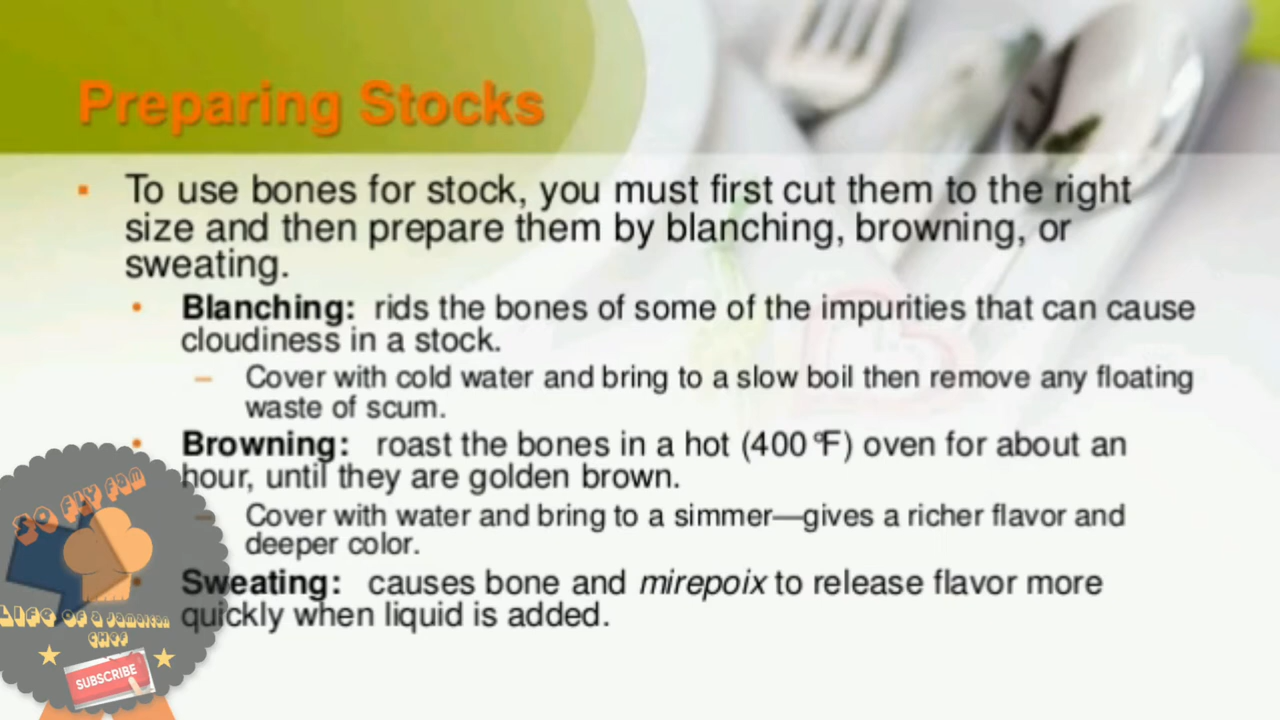 Preparing Stocks
▪ To use bones for stock, you must first cut them to the right
size and then prepare them by blanching, browning, or
sweating.
• Blanching: rids the bones of some of the impurities that can cause
cloudiness in a stock.
– Cover with cold water and bring to a slow boil then remove any floating
waste of scum.
• Browning: roast the bones in a hot (400°F) oven for about an
hour, until they are golden brown.
– Cover with water and bring to a simmer—gives a richer flavor and
deeper color.
• Sweating: causes bone and mirepoix to release flavor more
quickly when liquid is added.
SO FLY FAM
LIFE OF A JAMAICAN
CHEF
SUBSCRIBE